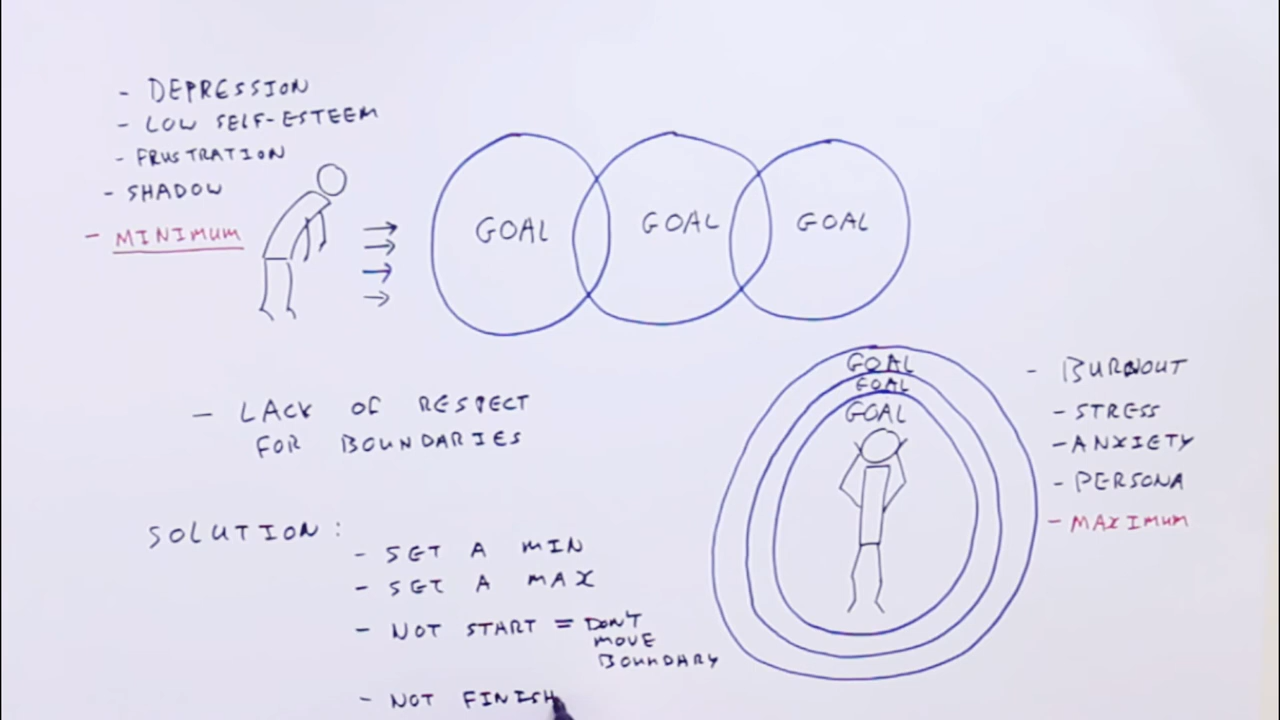 - DEPRESSION
- LOW SELF-ESTEEM
- FRUSTRATION
- SHADOW
- MINIMUM
GOAL GOAL GOAL
GOAL
GOAL
GOAL
- BURNOUT
- STRESS
- ANXIETY
- PERSONA
- MAXIMUM
- LACK OF RESPECT
FOR BOUNDARIES
SOLUTION:
- SET A MIN
- SET A MAX
- NOT START = DON'T
MOVE
BOUNDARY
- NOT FINISH